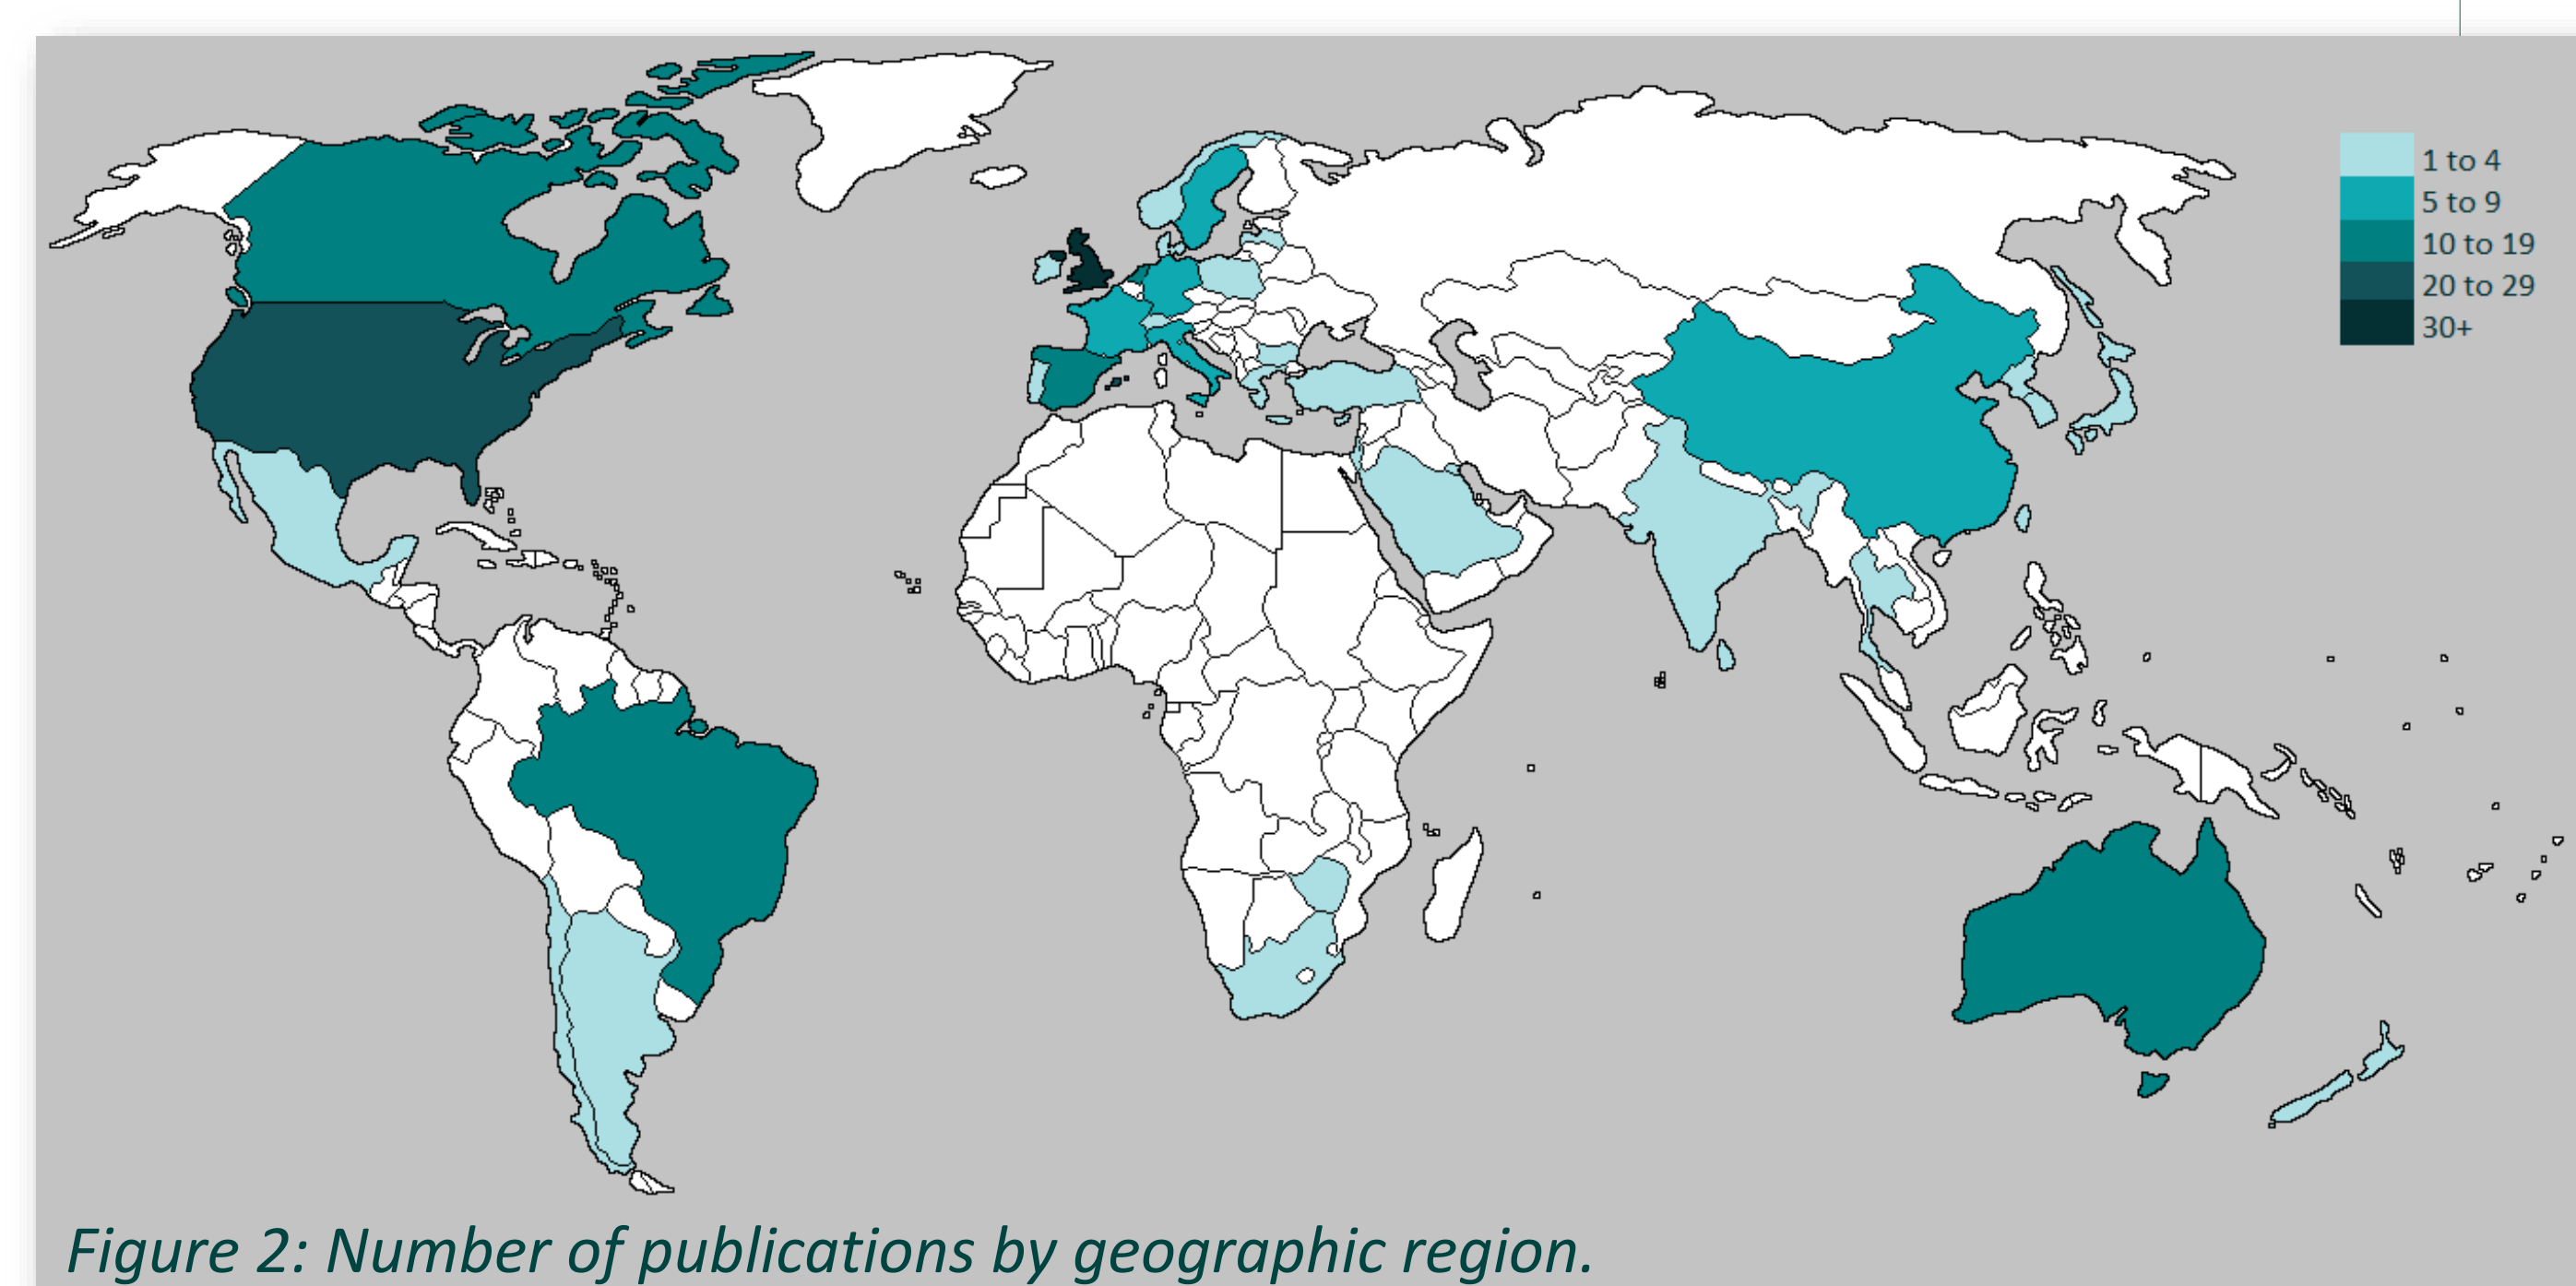 1 to 4
5 to 9
10 to 19
20 to 29
30+
Figure 2: Number of publications by geographic region.